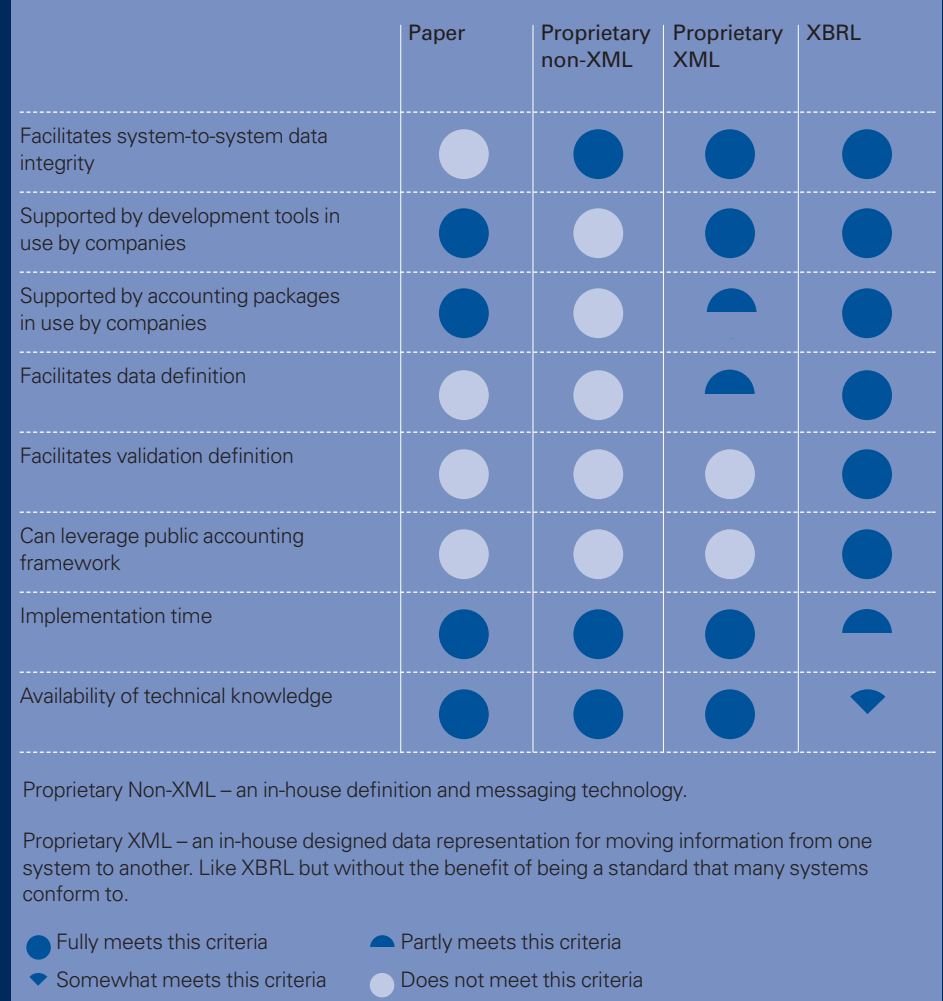 Paper
Proprietary
non-XML
Proprietary
XML
XBRL
Facilitates system-to-system data
integrity
Supported by development tools in
use by companies
Supported by accounting packages
in use by companies
Facilitates data definition
Facilitates validation definition
Can leverage public accounting
framework
Implementation time
Availability of technical knowledge
Proprietary Non-XML – an in-house definition and messaging technology.
Proprietary XML – an in-house designed data representation for moving information from one
system to another. Like XBRL but without the benefit of being a standard that many systems
conform to.
Fully meets this criteria
Partly meets this criteria
Somewhat meets this criteria
Does not meet this criteria